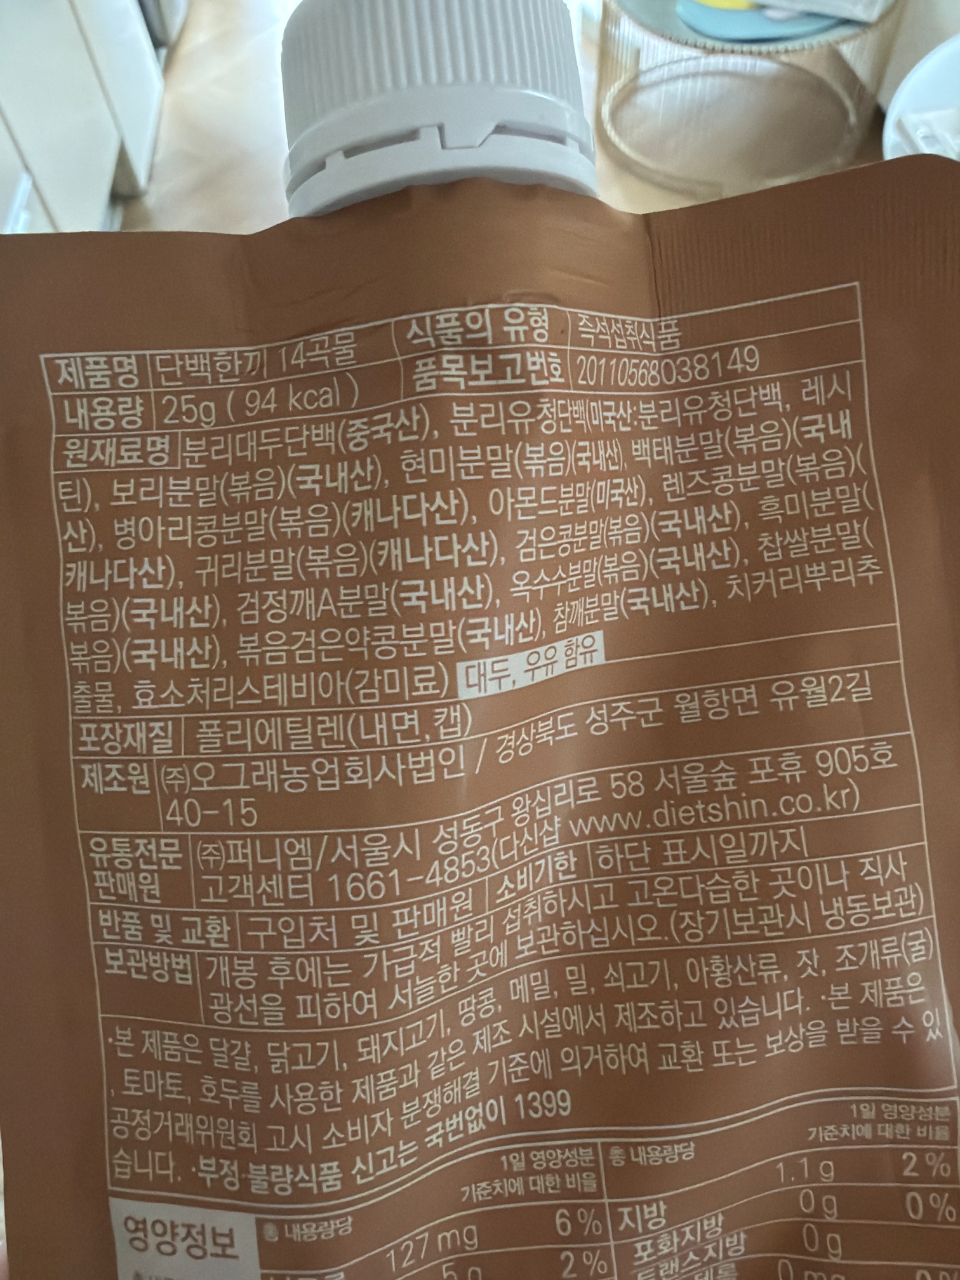 제품명 단백한끼 14곡물 식품의 유형 즉석섭취식품
내용량 25g ( 94 kcal ) 품목보고번호 20110568038149
원재료명 분리대두단백(중국산), 분리유청단백(미국산:분리유청단백, 레시
틴), 보리분말(볶음)(국내산), 현미분말(볶음)(국내산), 백태분말(볶음)(국내
산), 병아리콩분말(볶음)(캐나다산), 아몬드분말(미국산), 렌즈콩분말(볶음)(
캐나다산), 귀리분말(볶음)(캐나다산), 검은콩분말(볶음)(국내산), 흑미분말(
볶음)(국내산), 검정깨A분말(국내산), 옥수수분말(볶음)(국내산), 찹쌀분말(
볶음)(국내산), 볶음검은약콩분말(국내산), 참깨분말(국내산), 치커리뿌리추
출물, 효소처리스테비아(감미료) 대두, 우유 함유
포장재질 폴리에틸렌(내면,캡)
제조원 ㈜오그래농업회사법인 / 경상북도 성주군 월항면 유월2길
40-15
유통전문판매원 ㈜퍼니엠/서울시 성동구 왕십리로 58 서울숲 포휴 905호
고객센터 1661-4853(다신샵 www.dietshin.co.kr)
반품 및 교환 구입처 및 판매원 소비기한 하단 표시일까지
보관방법 개봉 후에는 가급적 빨리 섭취하시고 고온다습한 곳이나 직사
광선을 피하여 서늘한 곳에 보관하십시오.(장기보관시 냉동보관)
·본 제품은 달걀, 닭고기, 돼지고기, 땅콩, 메밀, 밀, 쇠고기, 아황산류, 잣, 조개류(굴)
, 토마토, 호두를 사용한 제품과 같은 제조 시설에서 제조하고 있습니다. ·본 제품은
공정거래위원회 고시 소비자 분쟁해결 기준에 의거하여 교환 또는 보상을 받을 수 있
습니다. ·부정·불량식품 신고는 국번없이 1399
영양정보 총 내용량당 1일 영양성분 기준치에 대한 비율 총 내용량당 1일 영양성분 기준치에 대한 비율
127 mg 6% 지방 1.1 g 2%
2% 포화지방 0 g 0%
트랜스지방 0 g